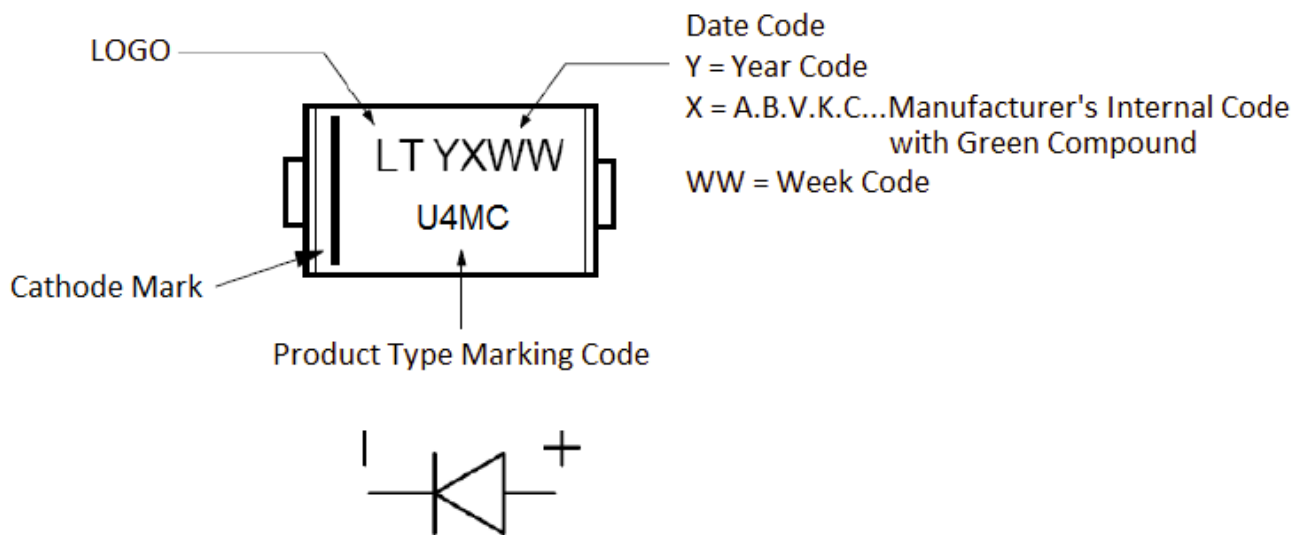 LOGO
Date Code
Y = Year Code
X = A.B.V.K.C...Manufacturer's Internal Code
with Green Compound
WW = Week Code
LT YXWW
U4MC
Cathode Mark
Product Type Marking Code
- +